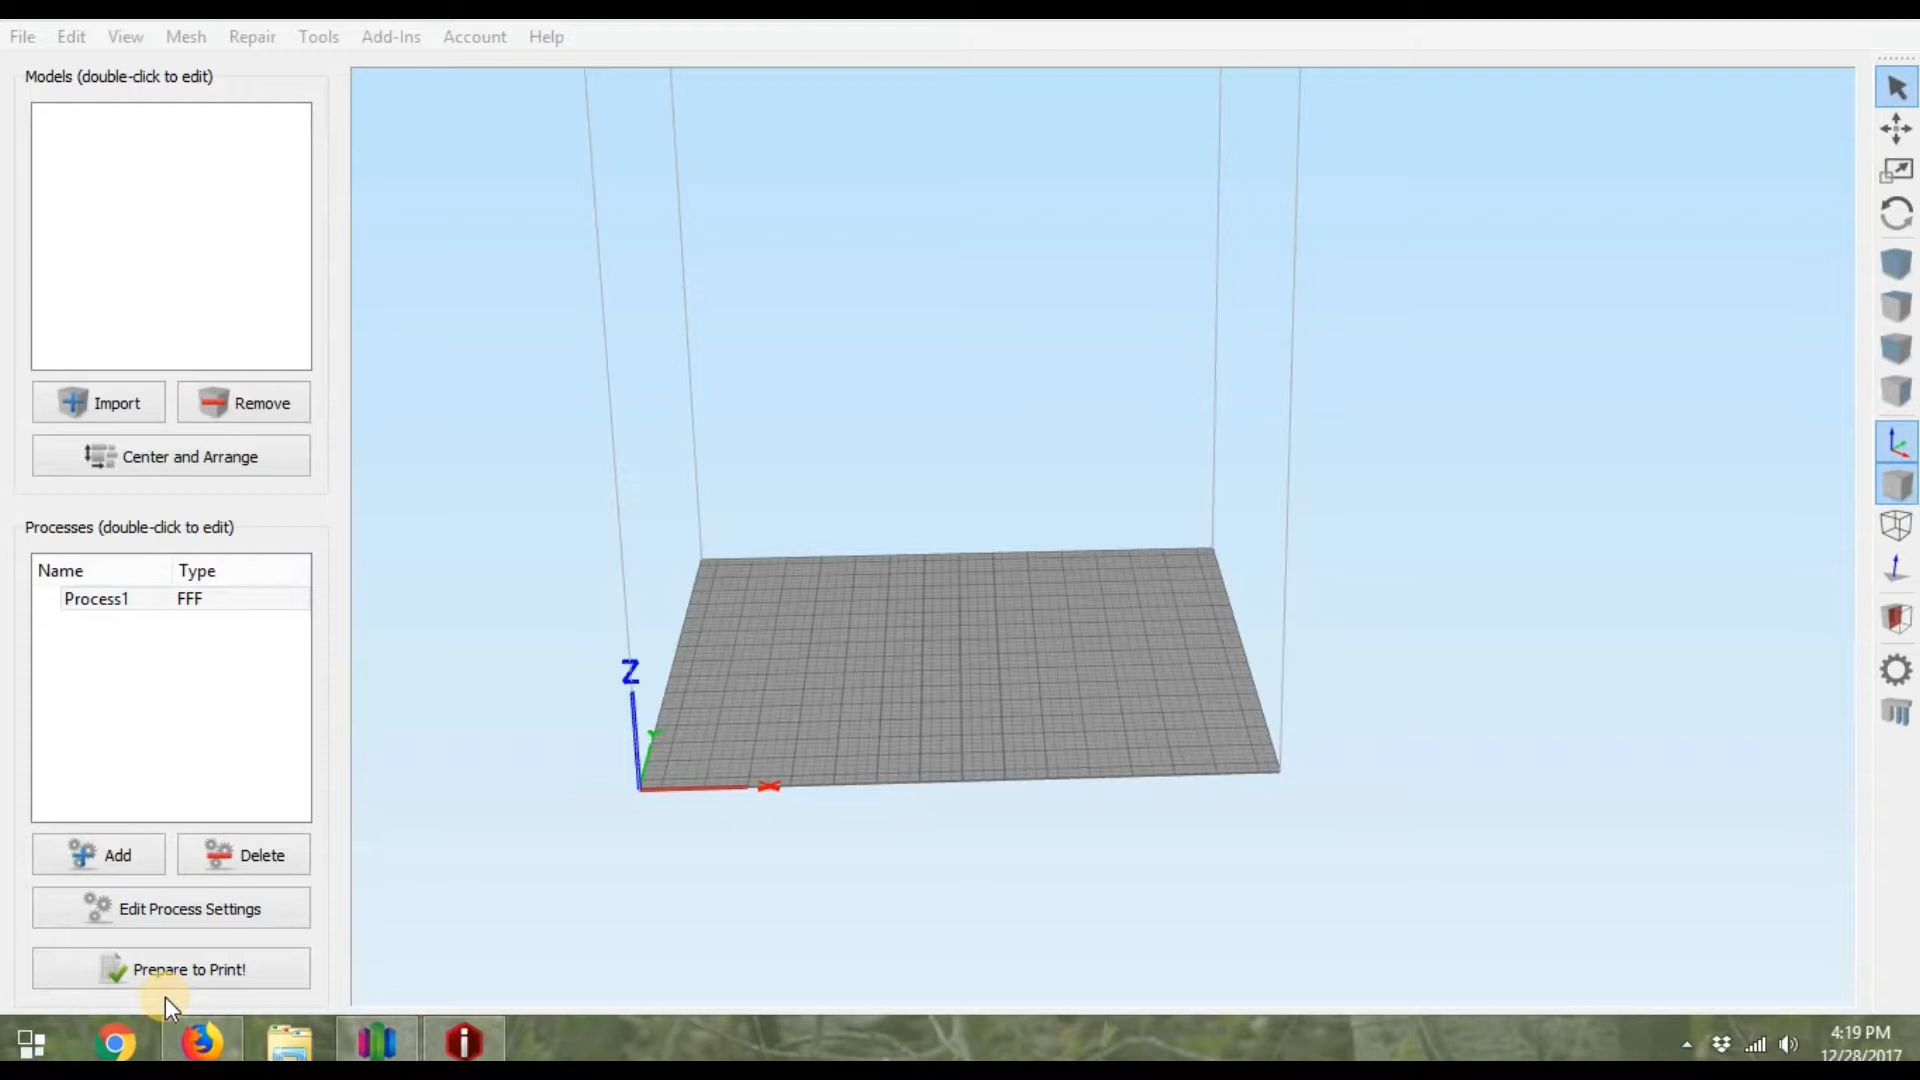 File Edit View Mesh Repair Tools Add-Ins Account Help
Models (double-click to edit)
Import Remove
Center and Arrange
Processes (double-click to edit)
Name Type
Process1 FFF
Z
Y
X
Add Delete
Edit Process Settings
Prepare to Print!
4:19 PM
12/28/2017